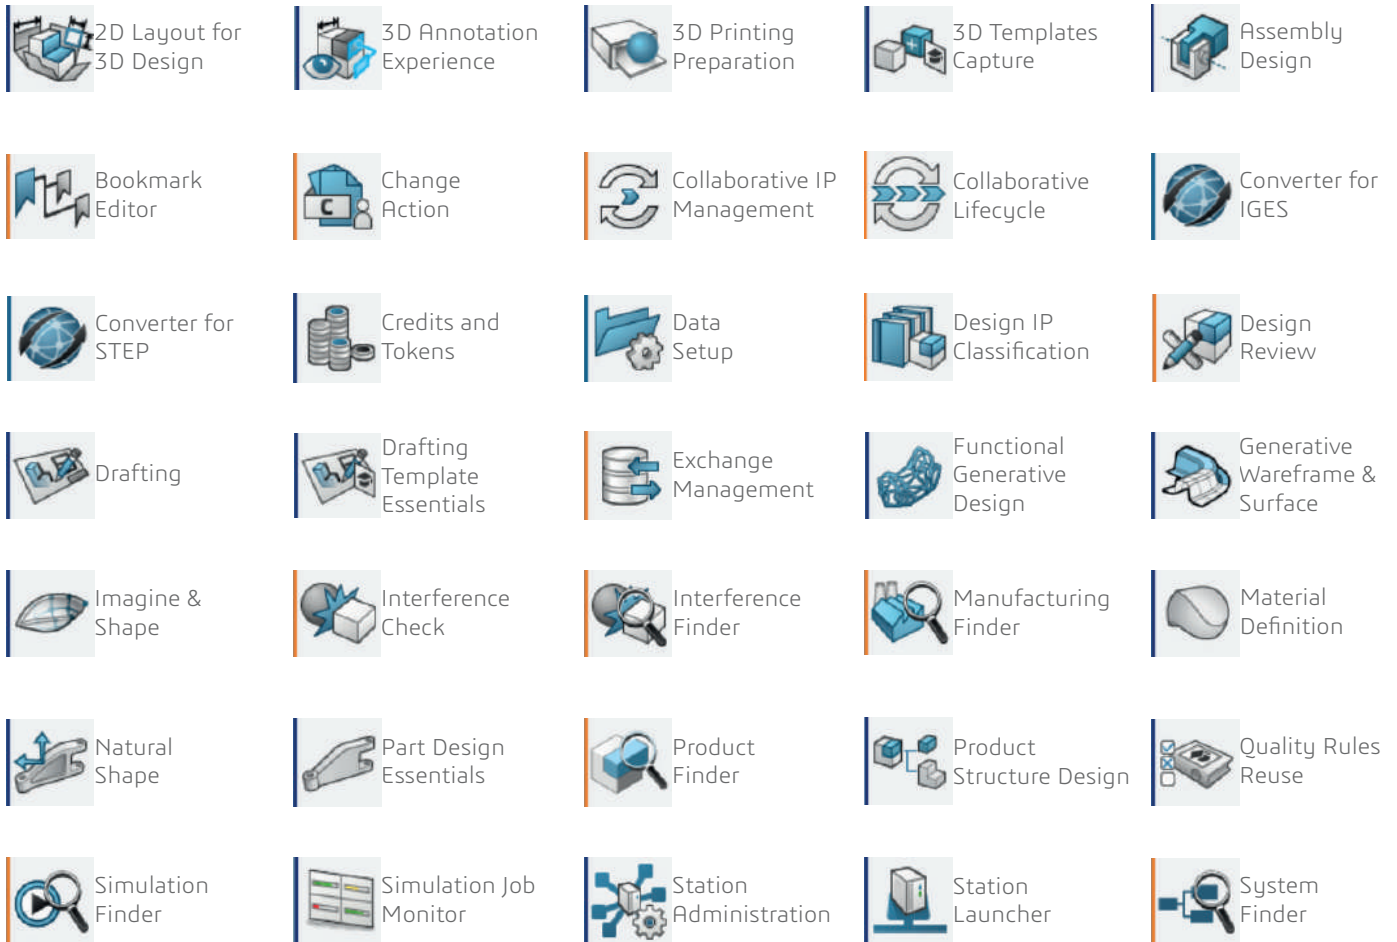 2D Layout for
3D Design
3D Annotation
Experience
3D Printing
Preparation
3D Templates
Capture
Assembly
Design
Bookmark
Editor
C
Change
Action
Collaborative IP
Management
Collaborative
Lifecycle
Converter for
IGES
Converter for
STEP
Credits and
Tokens
Data
Setup
Design IP
Classification
Design
Review
Drafting
Drafting
Template
Essentials
Exchange
Management
Functional
Generative
Design
Generative
Wareframe &
Surface
Imagine &
Shape
Interference
Check
Interference
Finder
Manufacturing
Finder
Material
Definition
Natural
Shape
Part Design
Essentials
Product
Finder
Product
Structure Design
Quality Rules
Reuse
Simulation
Finder
Simulation Job
Monitor
Station
Administration
Station
Launcher
System
Finder